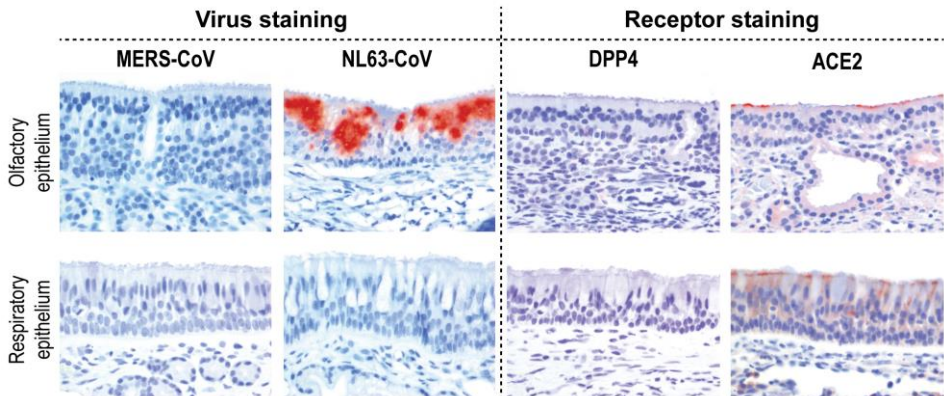 Virus staining
Receptor staining
MERS-CoV
NL63-CoV
DPP4
ACE2
Olfactory
epithelium
Respiratory
epithelium